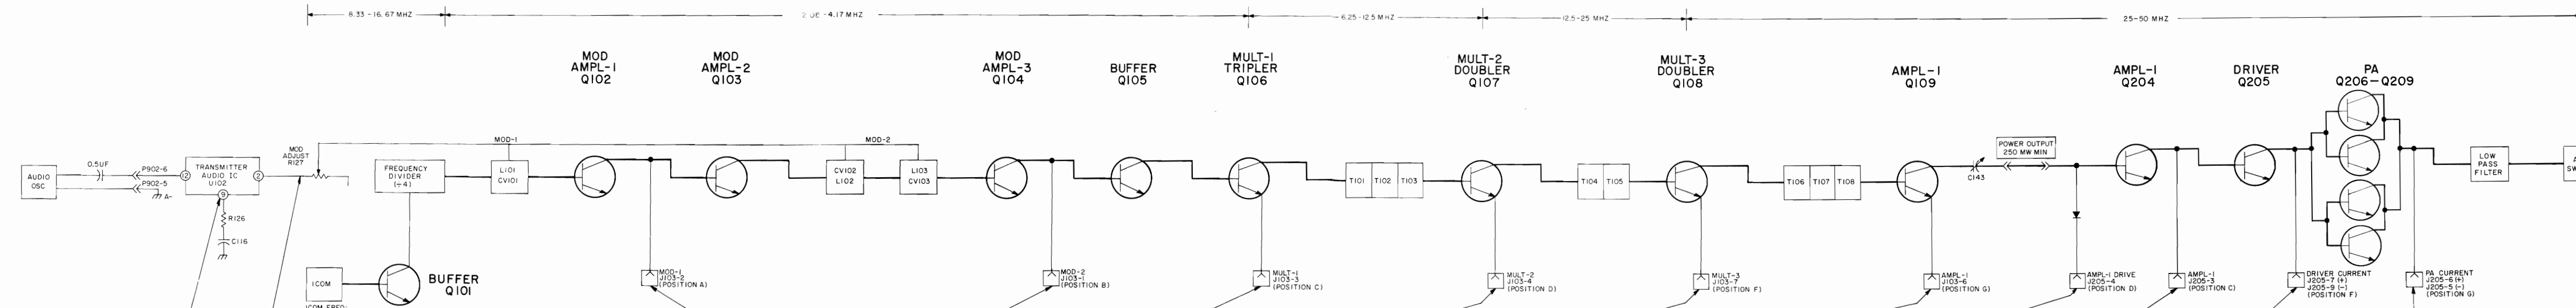 8.33 -16.67 MHZ
-4.17 MHZ
6.25-12.5 MHZ
12.5-25 MHZ
25-50 MHZ
MOD
AMPL-1
Q102
MOD
AMPL-2
Q103
MOD
AMPL-3
Q104
BUFFER
Q105
MULT-1
TRIPLER
Q106
MULT-2
DOUBLER
Q107
MULT-3
DOUBLER
Q108
AMPL-1
Q109
AMPL-1
Q204
DRIVER
Q205
PA
Q206-Q209
AUDIO
OSC
0.5UF
P902-6
P902-5
A-
12
TRANSMITTER
AUDIO IC
U102
2
9
R126
C116
MOD
ADJUST
R127
MOD-1
MOD-2
FREQUENCY
DIVIDER
(÷4)
L101
CV101
CV102
L102
L103
CV103
T101
T102
T103
T104
T105
T106
T107
T108
C143
POWER OUTPUT
250 MW MIN
LOW
PASS
FILTER
ICOM
BUFFER
Q101
MOD-1
J103-2
(POSITION A)
MOD-2
J103-1
(POSITION B)
MULT-1
J103-3
(POSITION C)
MULT-2
J103-4
(POSITION D)
MULT-3
J103-7
(POSITION F)
AMPL-1
J103-6
(POSITION G)
AMPL-1 DRIVE
J205-4
(POSITION D)
AMPL-1
J205-3
(POSITION C)
DRIVER CURRENT
J205-7 (+)
J205-9 (-)
(POSITION F)
PA CURRENT
J205-6(+)
J205-5 (-)
(POSITION G)